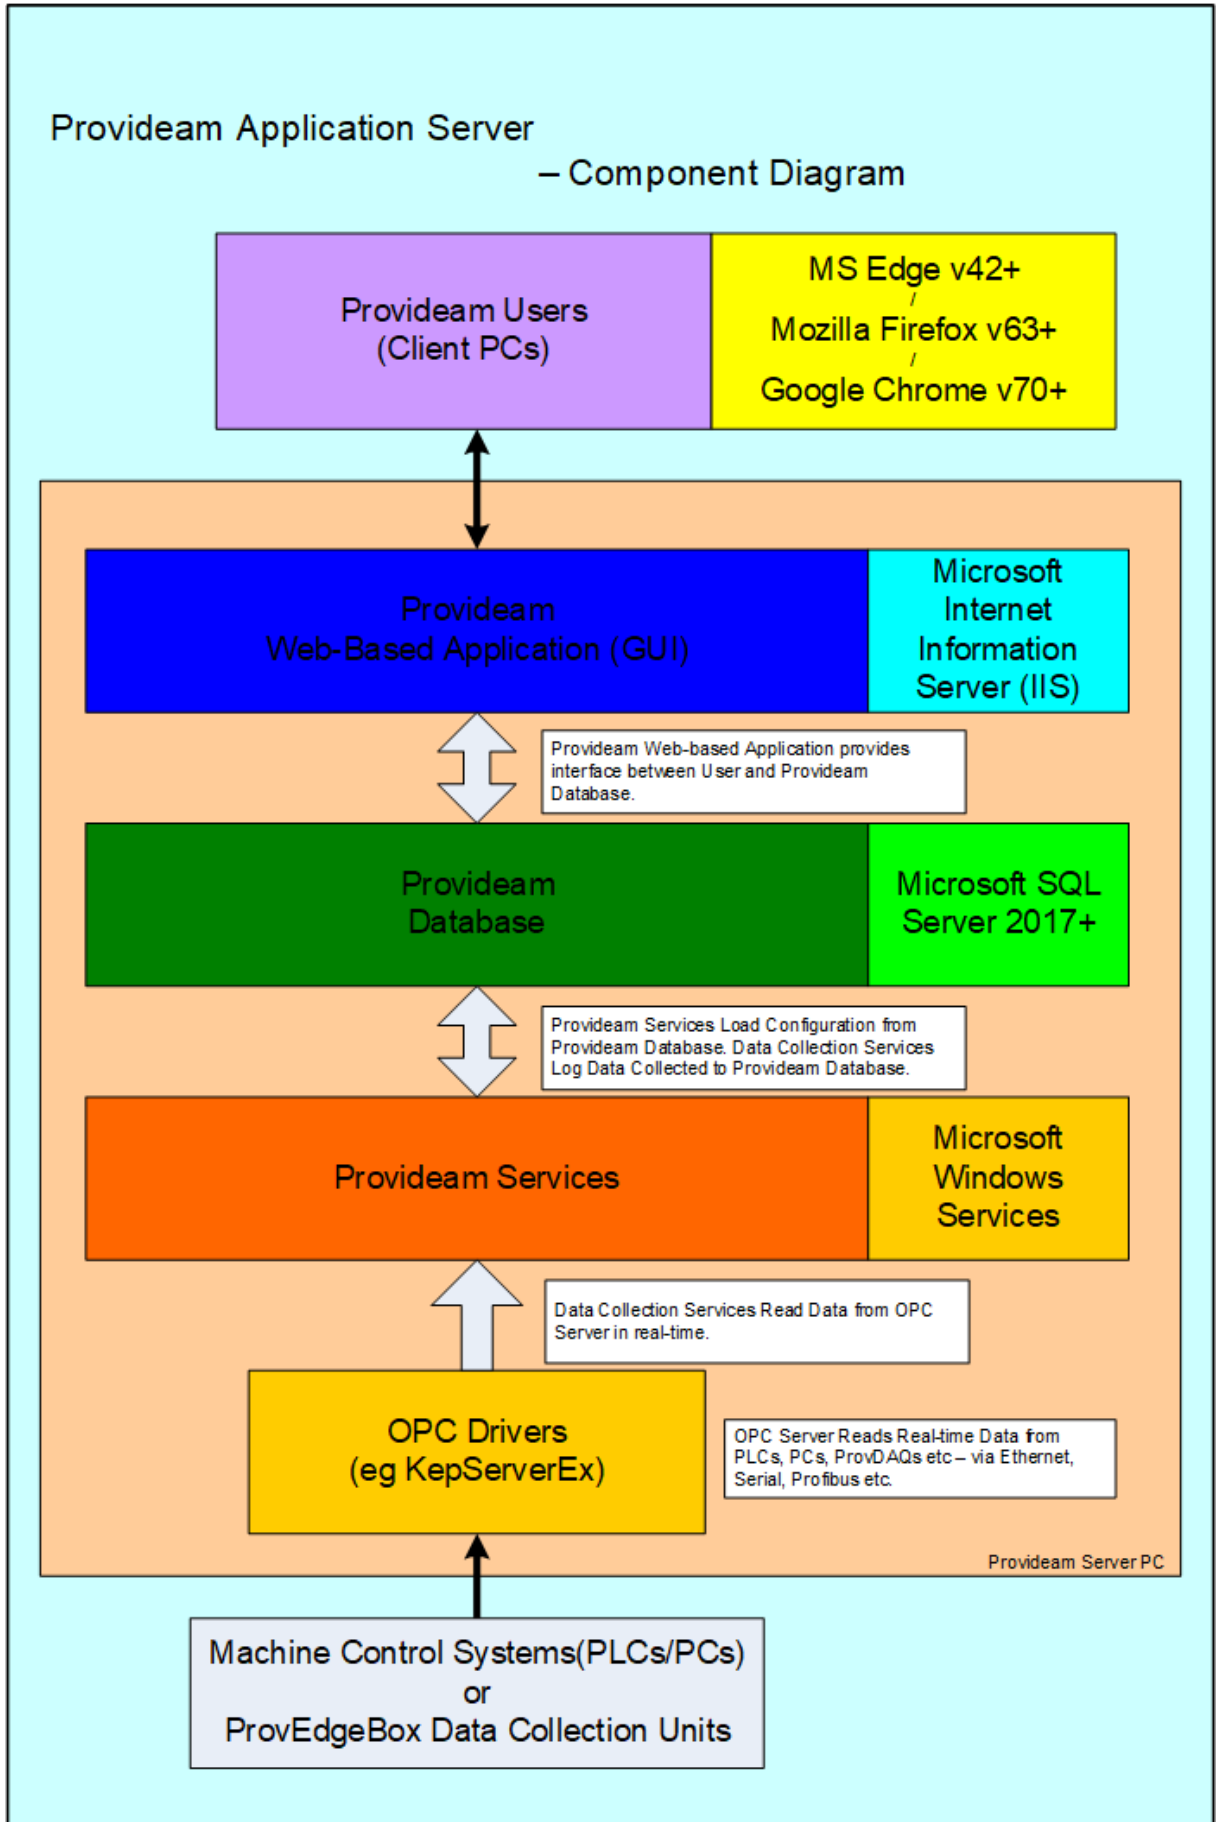 Provideam Application Server
– Component Diagram
Provideam Users
(Client PCs)
MS Edge v42+
/
Mozilla Firefox v63+
/
Google Chrome v70+
Provideam
Web-Based Application (GUI)
Microsoft
Internet
Information
Server (IIS)
Provideam Web-based Application provides
interface between User and Provideam
Database.
Provideam
Database
Microsoft SQL
Server 2017+
Provideam Services Load Configuration from
Provideam Database. Data Collection Services
Log Data Collected to Provideam Database.
Provideam Services
Microsoft
Windows
Services
Data Collection Services Read Data from OPC
Server in real-time.
OPC Drivers
(eg KepServerEx)
OPC Server Reads Real-time Data from
PLCs, PCs, ProvDAQs etc – via Ethernet,
Serial, Profibus etc.
Provideam Server PC
Machine Control Systems(PLCs/PCs)
or
ProvEdgeBox Data Collection Units